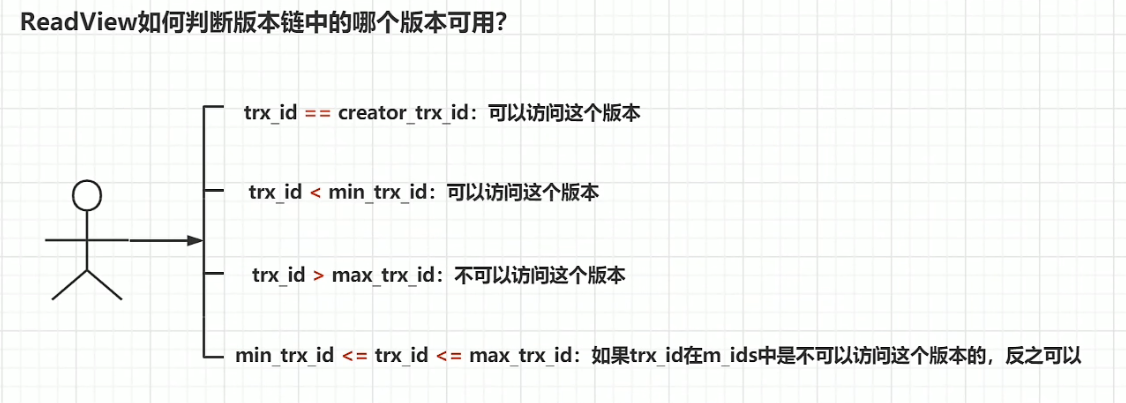 ReadView如何判断版本链中的哪个版本可用?
trx_id == creator_trx_id：可以访问这个版本
trx_id < min_trx_id：可以访问这个版本
trx_id > max_trx_id：不可以访问这个版本
min_trx_id <= trx_id <= max_trx_id：如果trx_id在m_ids中是不可以访问这个版本的，反之可以